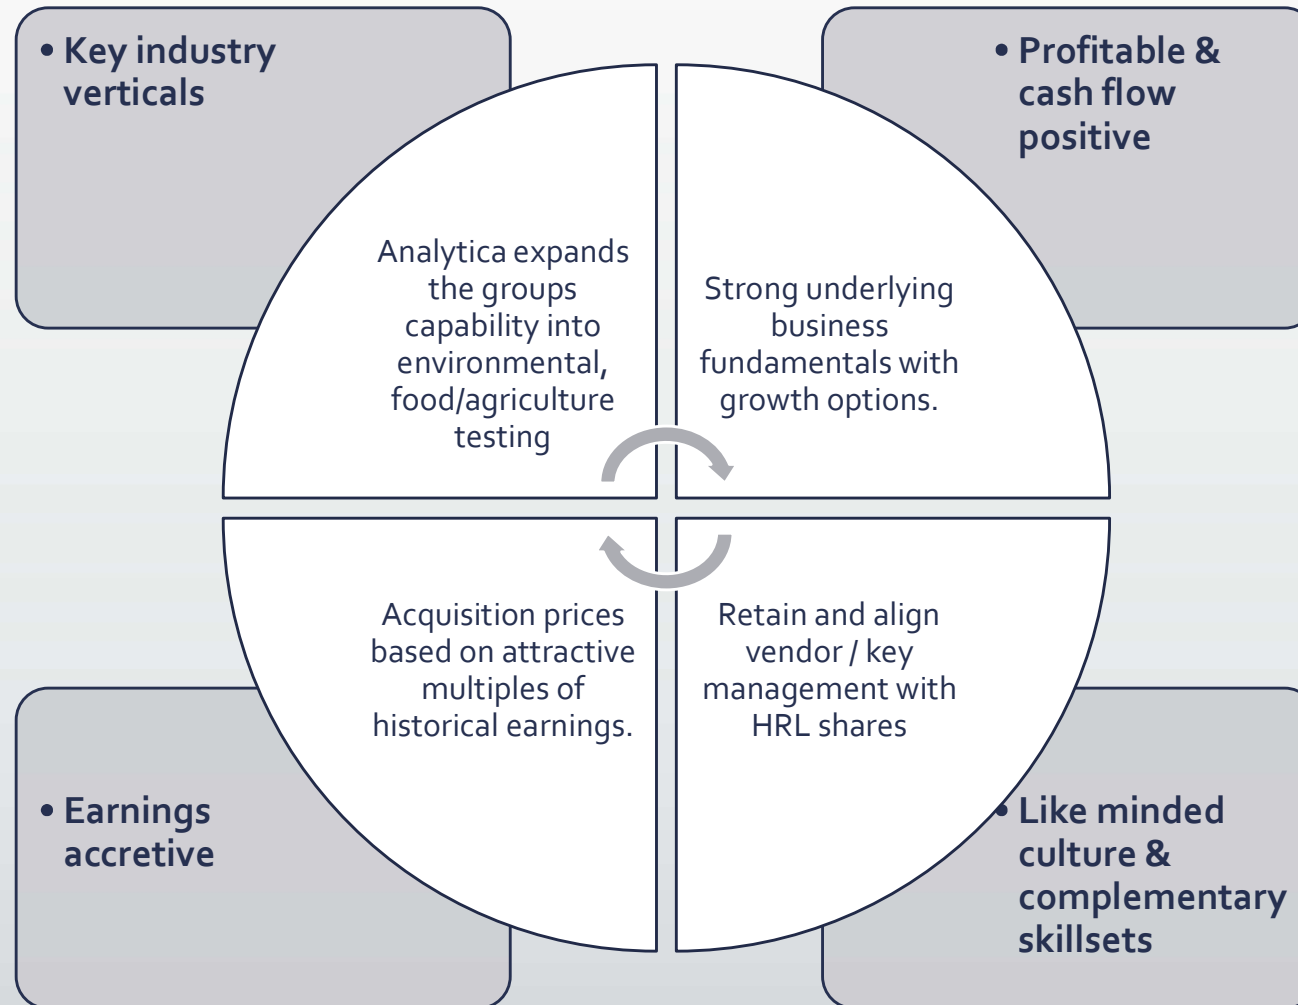 • Key industry
verticals
Analytica expands
the groups
capability into
environmental,
food/agriculture
testing
• Profitable &
cash flow
positive
Strong underlying
business
fundamentals with
growth options.
• Earnings
accretive
Acquisition prices
based on attractive
multiples of
historical earnings.
• Like minded
culture &
complementary
skillsets
Retain and align
vendor / key
management with
HRL shares